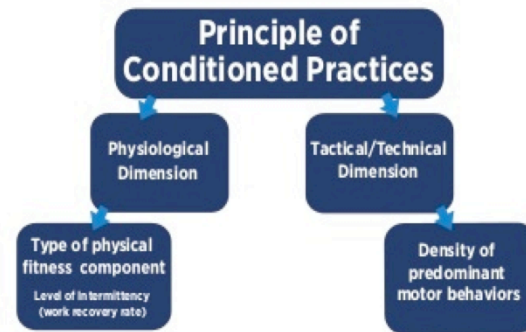 Principle of
Conditioned Practices
Physiological
Dimension
Tactical/Technical
Dimension
Type of physical
fitness component
Level of Intermittency
(work recovery rate)
Density of
predominant
motor behaviors